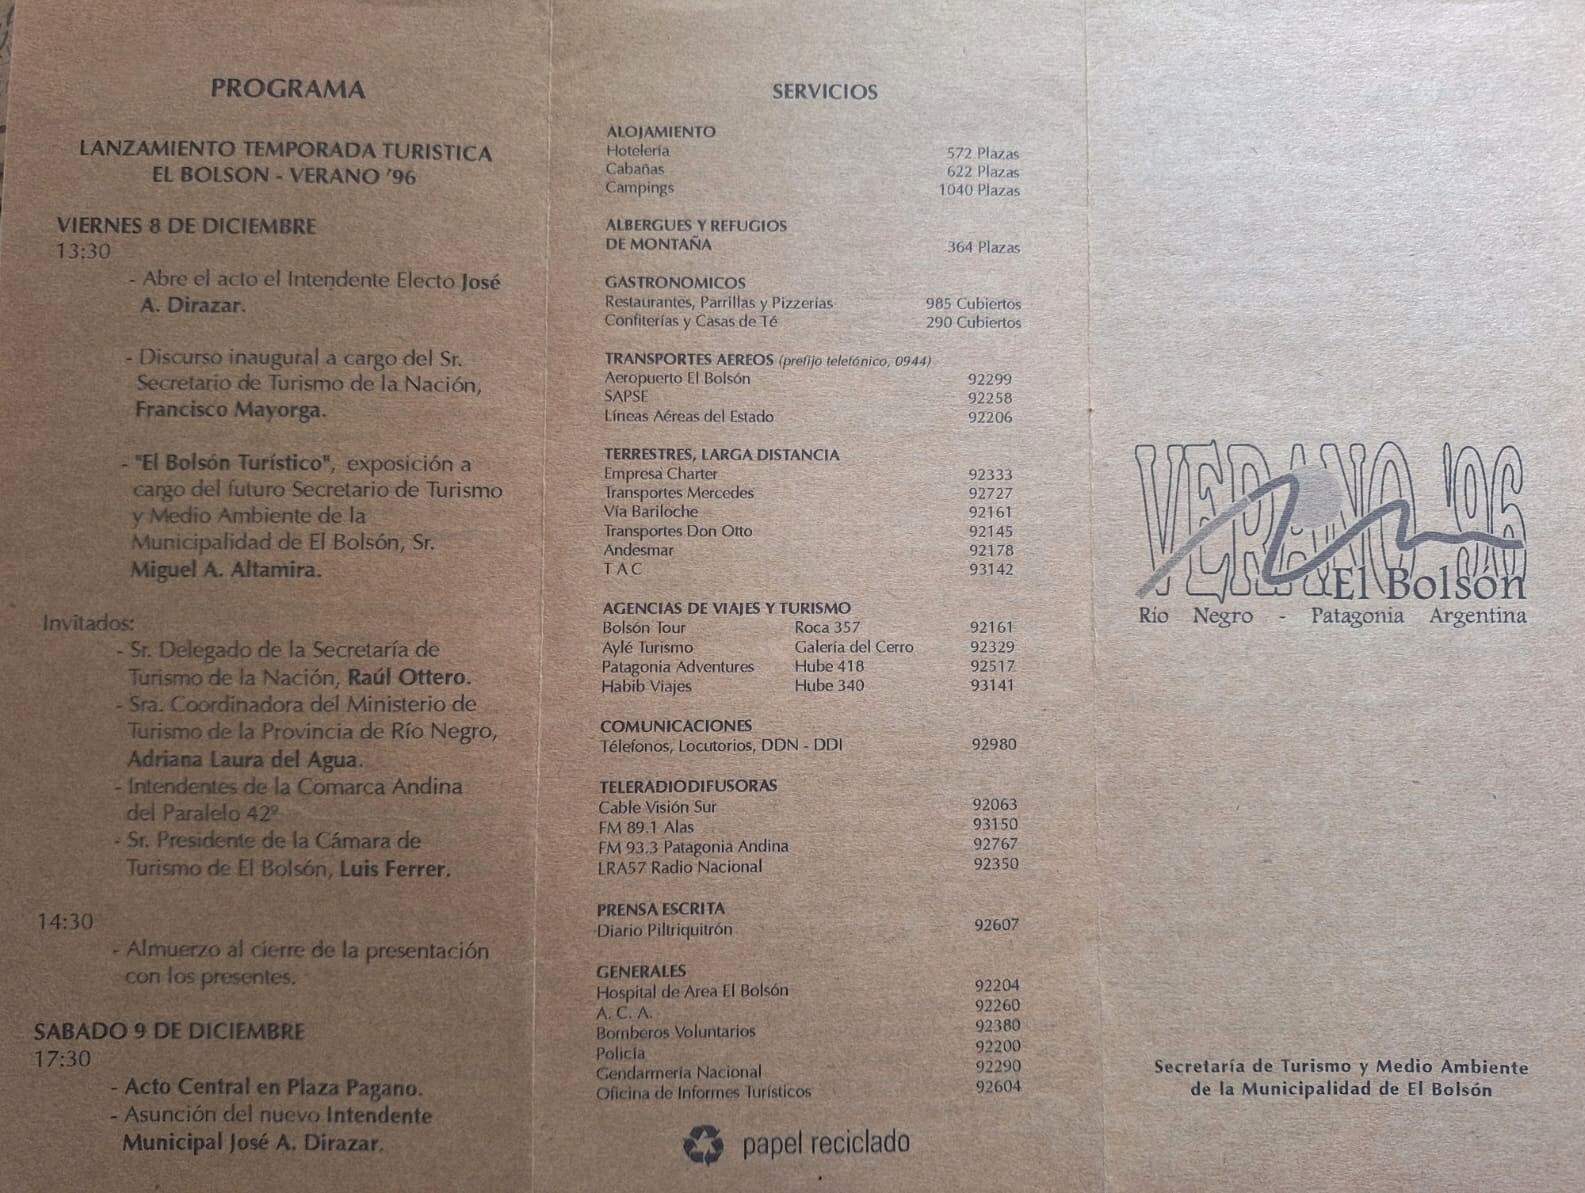 PROGRAMA
LANZAMIENTO TEMPORADA TURISTICA
EL BOLSON - VERANO '96
VIERNES 8 DE DICIEMBRE
13:30
- Abre el acto el Intendente Electo José
A. Dirazar.
- Discurso inaugural a cargo del Sr.
Secretario de Turismo de la Nación,
Francisco Mayorga.
- "El Bolsón Turístico", exposición a
cargo del futuro Secretario de Turismo
y Medio Ambiente de la
Municipalidad de El Bolsón, Sr.
Miguel A. Altamira.
Invitados:
- Sr. Delegado de la Secretaría de
Turismo de la Nación, Raúl Ottero.
- Sra. Coordinadora del Ministerio de
Turismo de la Provincia de Río Negro,
Adriana Laura del Agua.
- Intendentes de la Comarca Andina
del Paralelo 42º
- Sr. Presidente de la Cámara de
Turismo de El Bolsón, Luis Ferrer.
14:30
- Almuerzo al cierre de la presentación
con los presentes.
SABADO 9 DE DICIEMBRE
17:30
- Acto Central en Plaza Pagano.
- Asunción del nuevo Intendente
Municipal José A. Dirazar.
SERVICIOS
ALOJAMIENTO
Hotelería 572 Plazas
Cabañas 622 Plazas
Campings 1040 Plazas
ALBERGUES Y REFUGIOS
DE MONTAÑA 364 Plazas
GASTRONOMICOS
Restaurantes, Parrillas y Pizzerías 985 Cubiertos
Confiterías y Casas de Té 290 Cubiertos
TRANSPORTES AEREOS (prefijo telefónico, 0944)
Aeropuerto El Bolsón 92299
SAPSE 92258
Líneas Aéreas del Estado 92206
TERRESTRES, LARGA DISTANCIA
Empresa Charter 92333
Transportes Mercedes 92727
Vía Bariloche 92161
Transportes Don Otto 92145
Andesmar 92178
T A C 93142
AGENCIAS DE VIAJES Y TURISMO
Bolsón Tour Roca 357 92161
Aylé Turismo Galería del Cerro 92329
Patagonia Adventures Hube 418 92517
Habib Viajes Hube 340 93141
COMUNICACIONES
Télefonos, Locutorios, DDN - DDI 92980
TELERADIODIFUSORAS
Cable Visión Sur 92063
FM 89.1 Alas 93150
FM 93.3 Patagonia Andina 92767
LRA57 Radio Nacional 92350
PRENSA ESCRITA
Diario Piltriquitrón 92607
GENERALES
Hospital de Area El Bolsón 92204
A. C. A. 92260
Bomberos Voluntarios 92380
Policía 92200
Gendarmería Nacional 92290
Oficina de Informes Turísticos 92604
papel reciclado
VERANO '96
El Bolsón
Río Negro - Patagonia Argentina
Secretaría de Turismo y Medio Ambiente
de la Municipalidad de El Bolsón